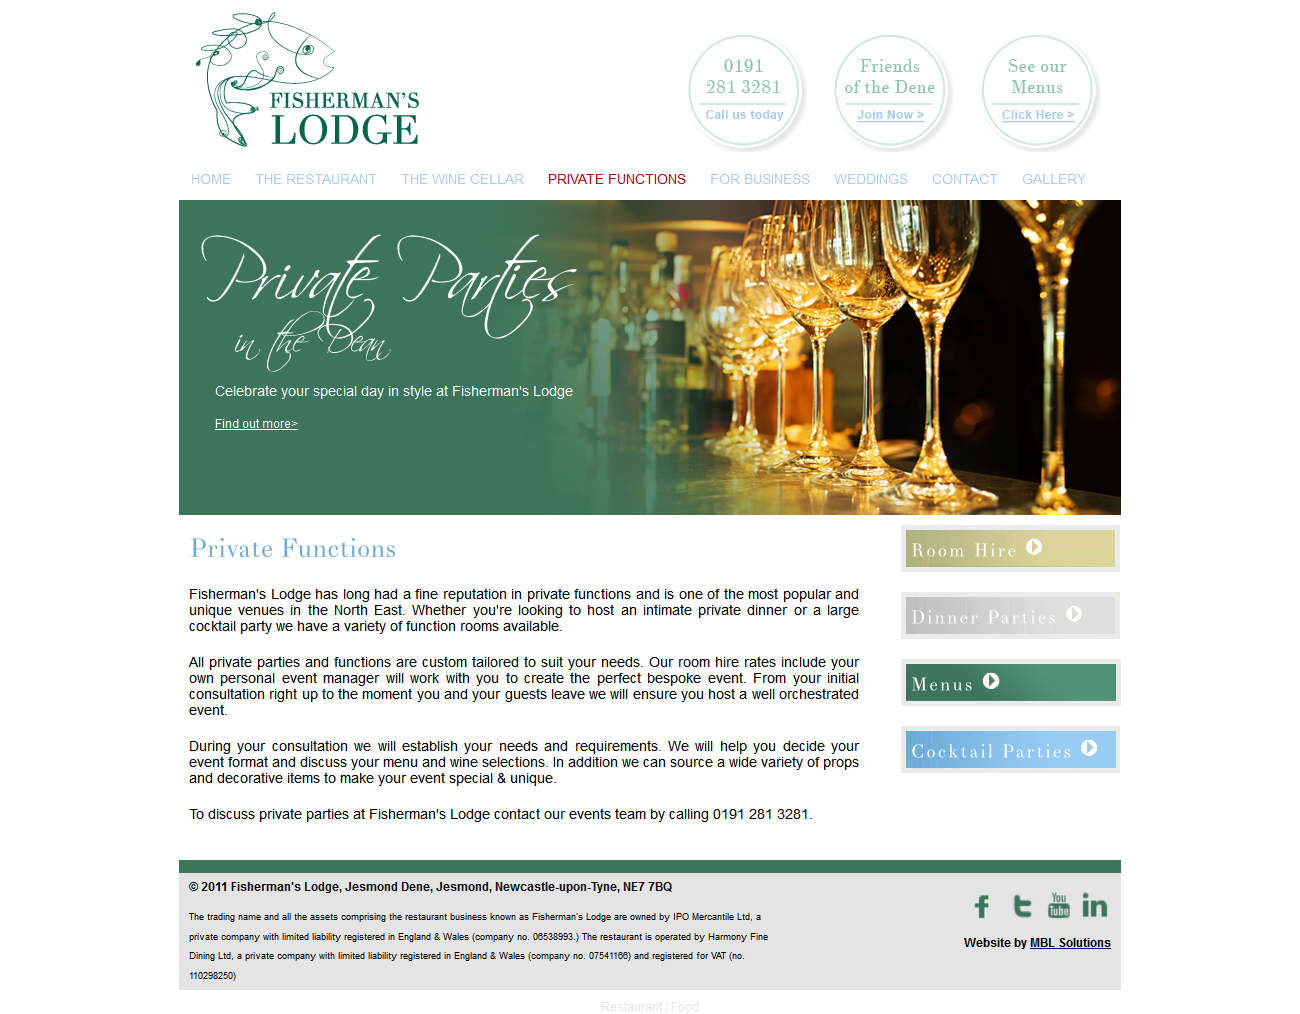 FISHERMAN'S
LODGE
0191
281 3281
Call us today
Friends
of the Dene
Join Now >
See our
Menus
Click Here >
HOME THE RESTAURANT THE WINE CELLAR PRIVATE FUNCTIONS FOR BUSINESS WEDDINGS CONTACT GALLERY
Private Parties
in the Dean
Celebrate your special day in style at Fisherman's Lodge
Find out more>
Private Functions
Fisherman's Lodge has long had a fine reputation in private functions and is one of the most popular and
unique venues in the North East. Whether you're looking to host an intimate private dinner or a large
cocktail party we have a variety of function rooms available.
All private parties and functions are custom tailored to suit your needs. Our room hire rates include your
own personal event manager will work with you to create the perfect bespoke event. From your initial
consultation right up to the moment you and your guests leave we will ensure you host a well orchestrated
event.
During your consultation we will establish your needs and requirements. We will help you decide your
event format and discuss your menu and wine selections. In addition we can source a wide variety of props
and decorative items to make your event special & unique.
To discuss private parties at Fisherman's Lodge contact our events team by calling 0191 281 3281.
Room Hire
Dinner Parties
Menus
Cocktail Parties
© 2011 Fisherman's Lodge, Jesmond Dene, Jesmond, Newcastle-upon-Tyne, NE7 7BQ
The trading name and all the assets comprising the restaurant business known as Fisherman's Lodge are owned by IPO Mercantile Ltd, a
private company with limited liability registered in England & Wales (company no. 06538993.) The restaurant is operated by Harmony Fine
Dining Ltd, a private company with limited liability registered in England & Wales (company no. 07541166) and registered for VAT (no.
110298250)
f t You Tube in
Website by MBL Solutions
Restaurant | Food